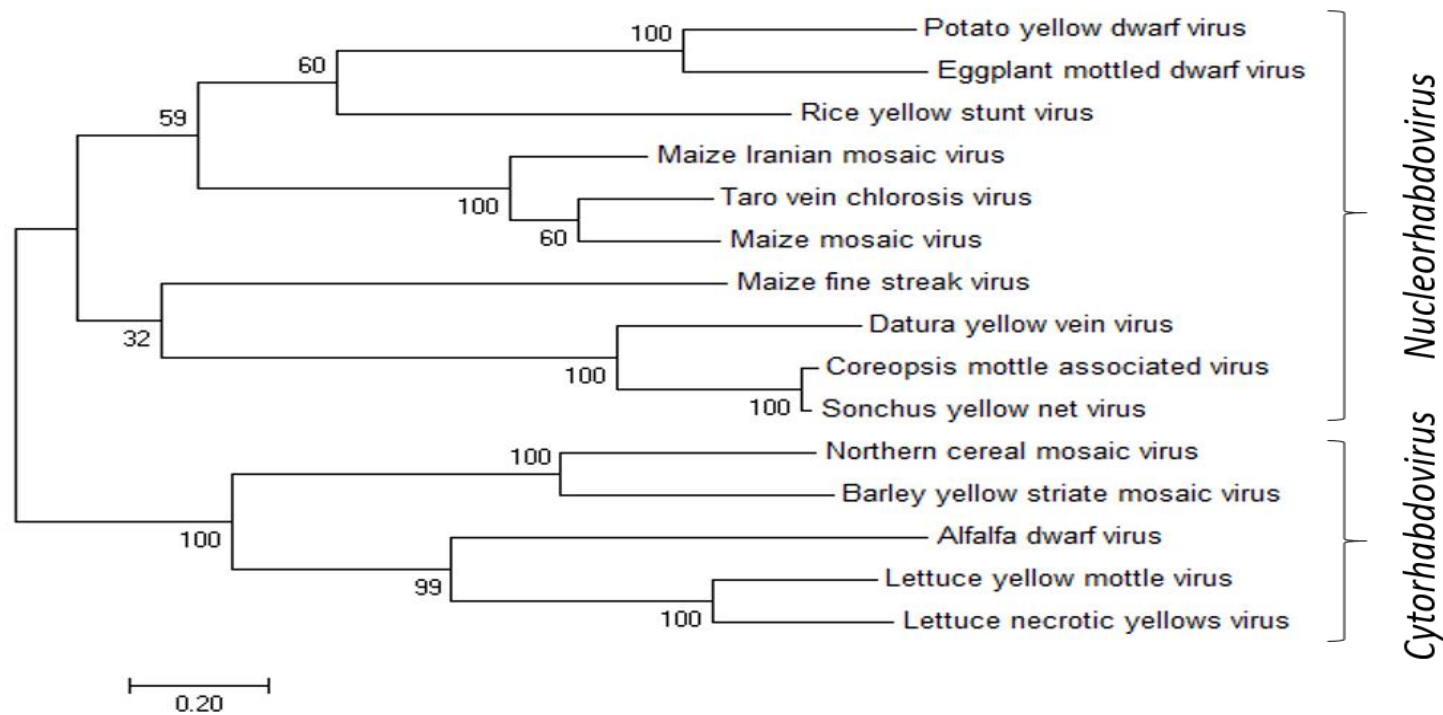 100
Potato yellow dwarf virus
60
Eggplant mottled dwarf virus
59
Rice yellow stunt virus
Maize Iranian mosaic virus
100
Taro vein chlorosis virus
60
Maize mosaic virus
Maize fine streak virus
32
Datura yellow vein virus
100
Coreopsis mottle associated virus
100
Sonchus yellow net virus
Nucleorhabdovirus
100
Northern cereal mosaic virus
Barley yellow striate mosaic virus
100
Alfalfa dwarf virus
99
Lettuce yellow mottle virus
100
Lettuce necrotic yellows virus
Cytorhabdovirus
0.20